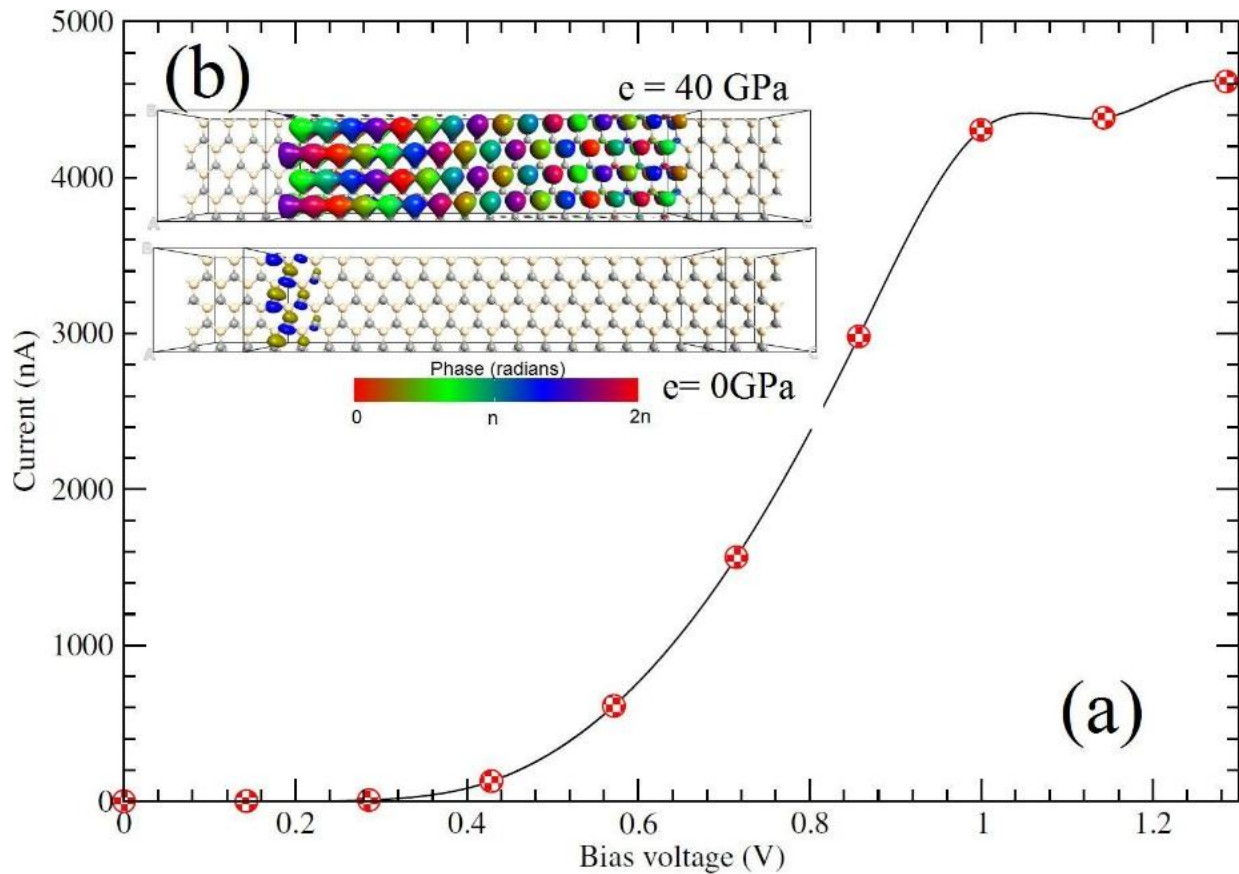 5000
(b)
e = 40 GPa
B
A
C
4000
B
A
C
3000
Phase (radians)
0
n
2n
e= 0GPa
2000
1000
0
(a)
Current (nA)
0
0.2
0.4
0.6
0.8
1
1.2
Bias voltage (V)